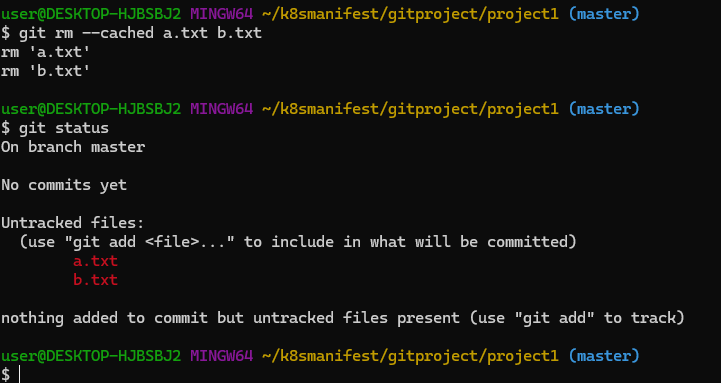 user@DESKTOP-HJBSBJ2 MINGW64 ~/k8smanifest/gitproject/project1 (master)
$ git rm --cached a.txt b.txt
rm 'a.txt'
rm 'b.txt'
user@DESKTOP-HJBSBJ2 MINGW64 ~/k8smanifest/gitproject/project1 (master)
$ git status
On branch master
No commits yet
Untracked files:
  (use "git add <file>..." to include in what will be committed)
        a.txt
        b.txt
nothing added to commit but untracked files present (use "git add" to track)
user@DESKTOP-HJBSBJ2 MINGW64 ~/k8smanifest/gitproject/project1 (master)
$